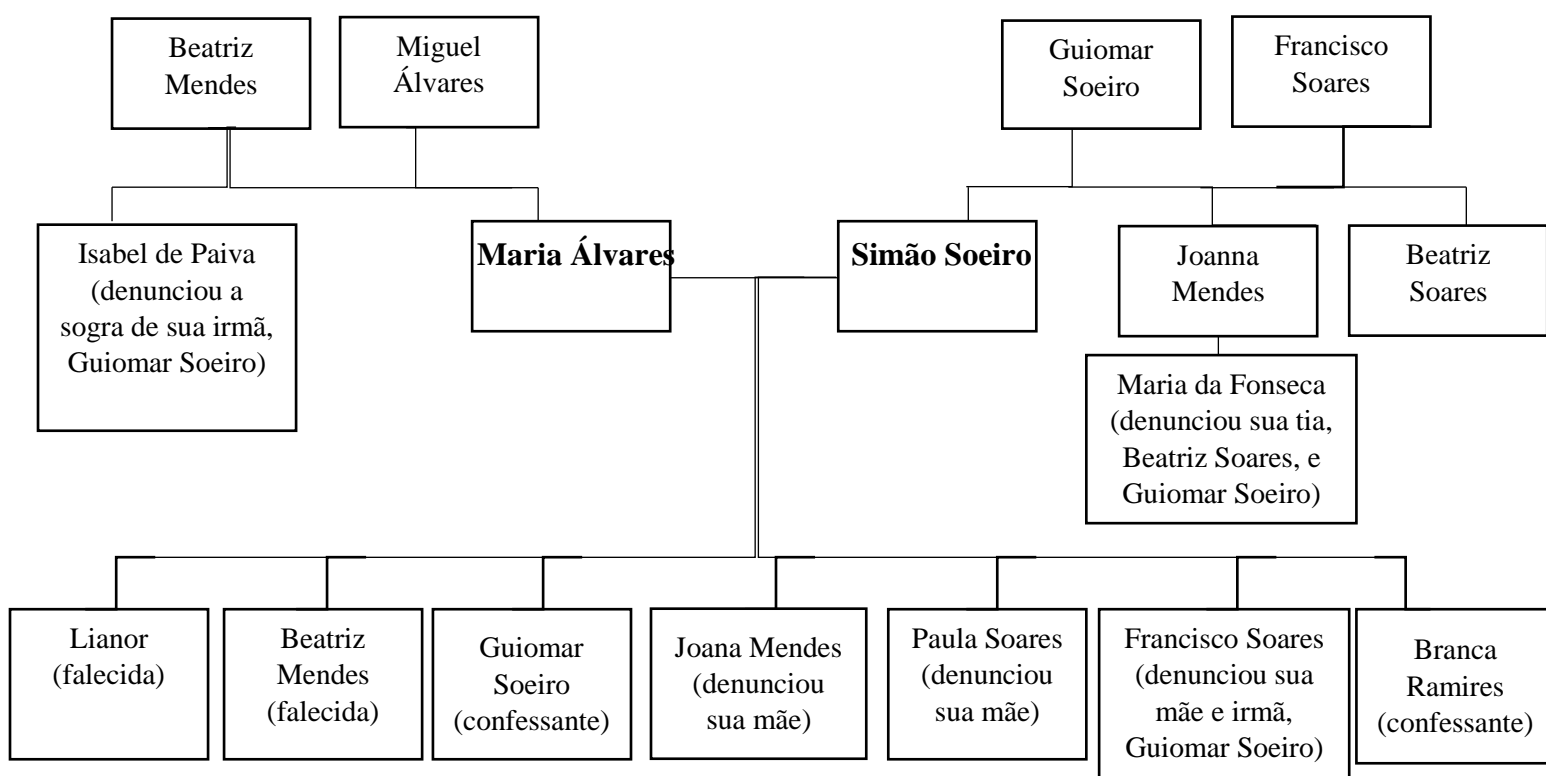 Beatriz
Mendes
Miguel
Álvares
Guiomar
Soeiro
Francisco
Soares
Isabel de Paiva
(denunciou a
sogra de sua irmã,
Guiomar Soeiro)
Maria Álvares
Simão Soeiro
Joanna
Mendes
Beatriz
Soares
Maria da Fonseca
(denunciou sua tia,
Beatriz Soares, e
Guiomar Soeiro)
Lianor
(falecida)
Beatriz
Mendes
(falecida)
Guiomar
Soeiro
(confessante)
Joana Mendes
(denunciou
sua mãe)
Paula Soares
(denunciou
sua mãe)
Francisco Soares
(denunciou sua
mãe e irmã,
Guiomar Soeiro)
Branca
Ramires
(confessante)